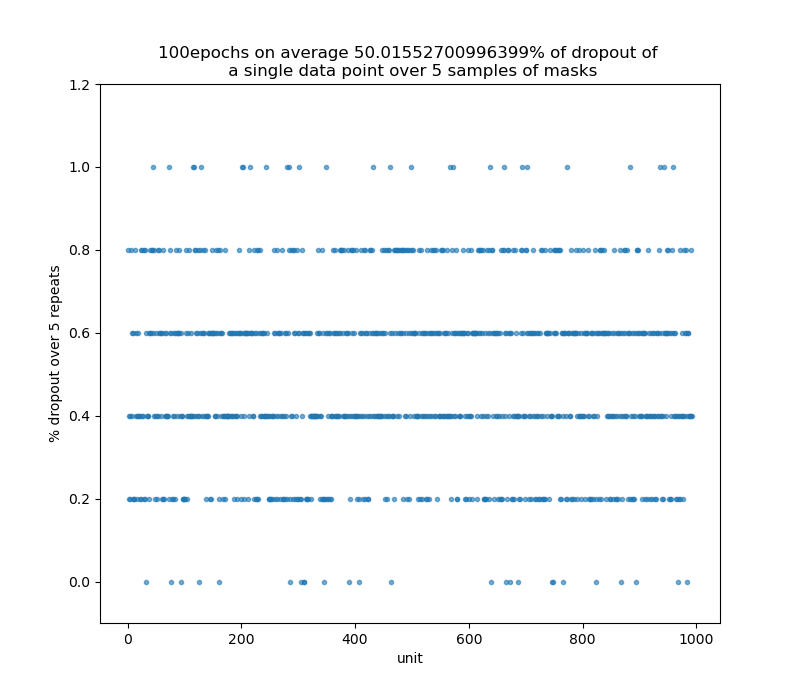 100epochs on average 50.01552700996399% of dropout of
a single data point over 5 samples of masks
1.2
1.0
0.8
0.6
0.4
0.2
0.0
% dropout over 5 repeats
0 200 400 600 800 1000
unit